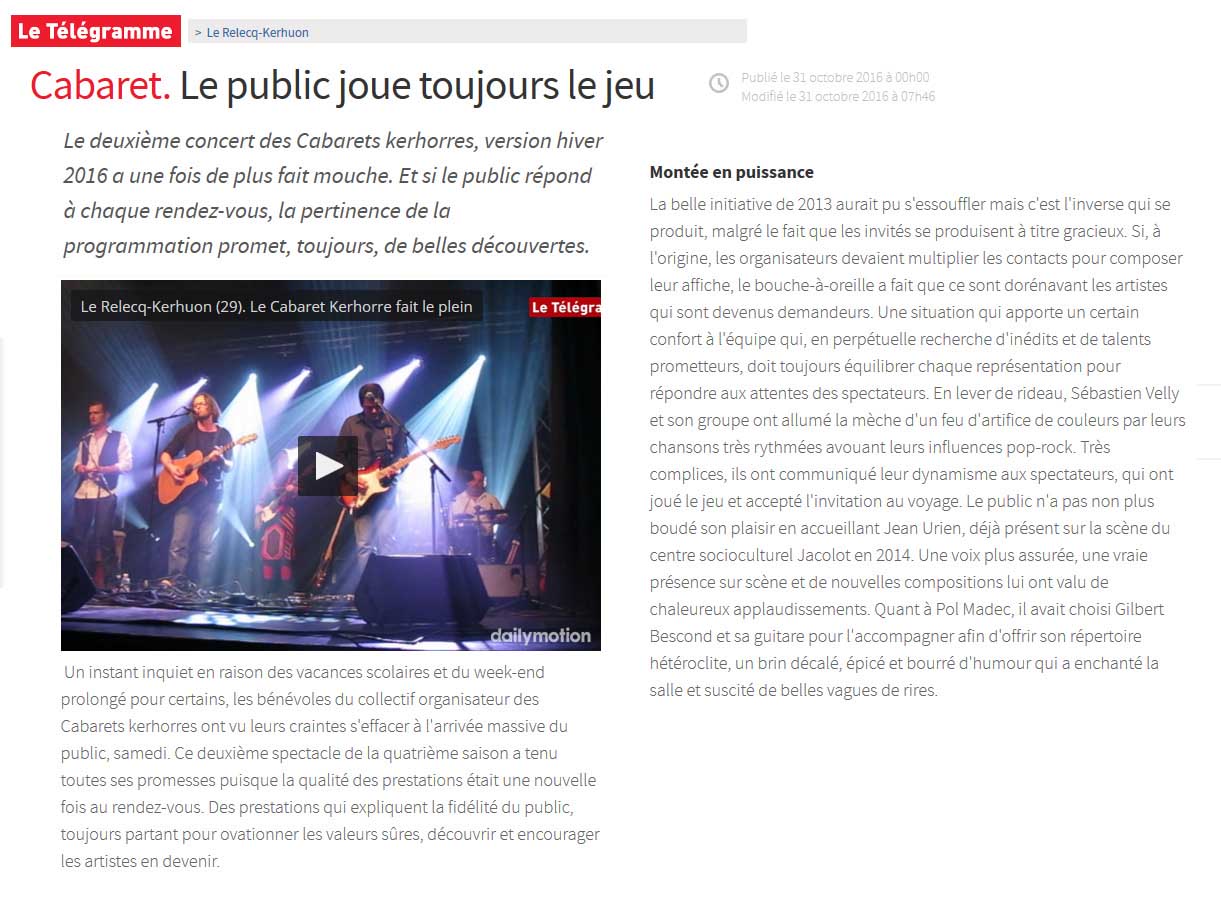 Le Télégramme
> Le Relecq-Kerhuon
Cabaret. Le public joue toujours le jeu
Publié le 31 octobre 2016 à 00h00
Modifié le 31 octobre 2016 à 07h46
Le deuxième concert des Cabarets kerhorres, version hiver
2016 a une fois de plus fait mouche. Et si le public répond
à chaque rendez-vous, la pertinence de la
programmation promet, toujours, de belles découvertes.
Le Relecq-Kerhuon (29). Le Cabaret Kerhorre fait le plein
Le Télégra
dailymotion
Un instant inquiet en raison des vacances scolaires et du week-end
prolongé pour certains, les bénévoles du collectif organisateur des
Cabarets kerhorres ont vu leurs craintes s'effacer à l'arrivée massive du
public, samedi. Ce deuxième spectacle de la quatrième saison a tenu
toutes ses promesses puisque la qualité des prestations était une nouvelle
fois au rendez-vous. Des prestations qui expliquent la fidélité du public,
toujours partant pour ovationner les valeurs sûres, découvrir et encourager
les artistes en devenir.
Montée en puissance
La belle initiative de 2013 aurait pu s'essouffler mais c'est l'inverse qui se
produit, malgré le fait que les invités se produisent à titre gracieux. Si, à
l'origine, les organisateurs devaient multiplier les contacts pour composer
leur affiche, le bouche-à-oreille a fait que ce sont dorénavant les artistes
qui sont devenus demandeurs. Une situation qui apporte un certain
confort à l'équipe qui, en perpétuelle recherche d'inédits et de talents
prometteurs, doit toujours équilibrer chaque représentation pour
répondre aux attentes des spectateurs. En lever de rideau, Sébastien Velly
et son groupe ont allumé la mèche d'un feu d'artifice de couleurs par leurs
chansons très rythmées avouant leurs influences pop-rock. Très
complices, ils ont communiqué leur dynamisme aux spectateurs, qui ont
joué le jeu et accepté l'invitation au voyage. Le public n'a pas non plus
boudé son plaisir en accueillant Jean Urien, déjà présent sur la scène du
centre socioculturel Jacolot en 2014. Une voix plus assurée, une vraie
présence sur scène et de nouvelles compositions lui ont valu de
chaleureux applaudissements. Quant à Pol Madec, il avait choisi Gilbert
Bescond et sa guitare pour l'accompagner afin d'offrir son répertoire
hétéroclite, un brin décalé, épicé et bourré d'humour qui a enchanté la
salle et suscité de belles vagues de rires.